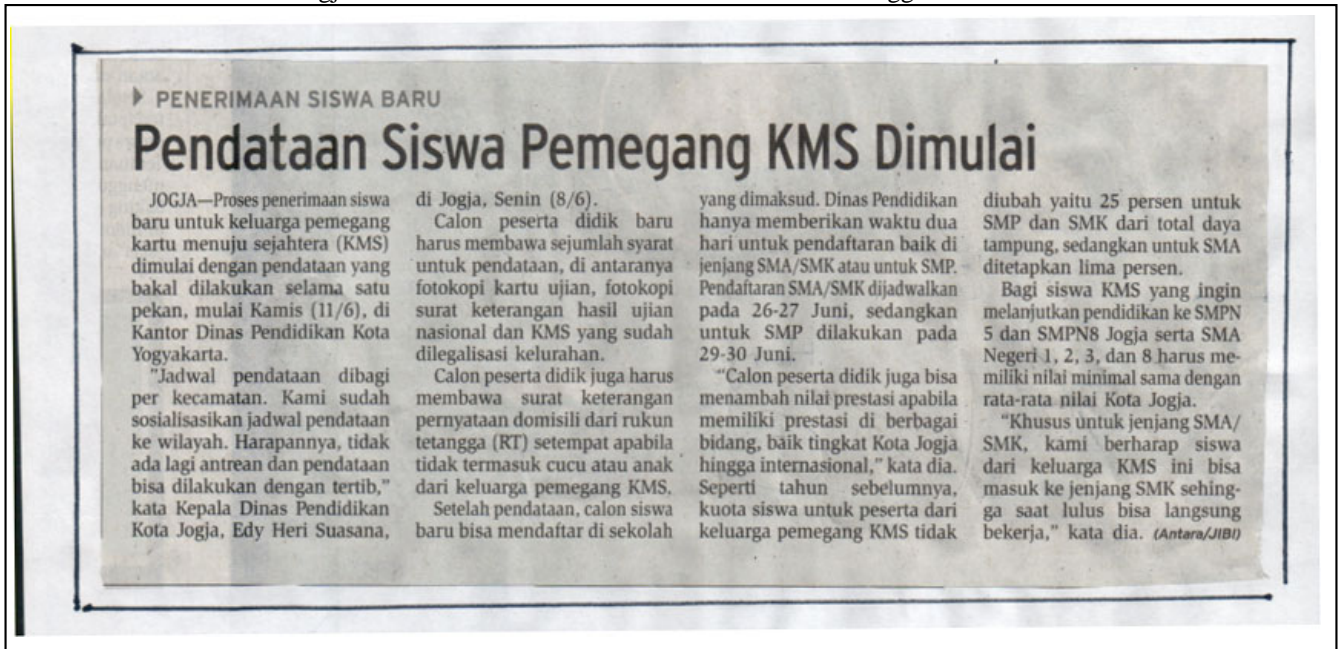 PENERIMAAN SISWA BARU
Pendataan Siswa Pemegang KMS Dimulai
JOGJA—Proses penerimaan siswa
baru untuk keluarga pemegang
kartu menuju sejahtera (KMS)
dimulai dengan pendataan yang
bakal dilakukan selama satu
pekan, mulai Kamis (11/6), di
Kantor Dinas Pendidikan Kota
Yogyakarta.
"Jadwal pendataan dibagi
per kecamatan. Kami sudah
sosialisasikan jadwal pendataan
ke wilayah. Harapannya, tidak
ada lagi antrean dan pendataan
bisa dilakukan dengan tertib,"
kata Kepala Dinas Pendidikan
Kota Jogja, Edy Heri Suasana,
di Jogja, Senin (8/6).
Calon peserta didik baru
harus membawa sejumlah syarat
untuk pendataan, di antaranya
fotokopi kartu ujian, fotokopi
surat keterangan hasil ujian
nasional dan KMS yang sudah
dilegalisasi kelurahan.
Calon peserta didik juga harus
membawa surat keterangan
pernyataan domisili dari rukun
tetangga (RT) setempat apabila
tidak termasuk cucu atau anak
dari keluarga pemegang KMS.
Setelah pendataan, calon siswa
baru bisa mendaftar di sekolah
yang dimaksud. Dinas Pendidikan
hanya memberikan waktu dua
hari untuk pendaftaran baik di
jenjang SMA/SMK atau untuk SMP.
Pendaftaran SMA/SMK dijadwalkan
pada 26-27 Juni, sedangkan
untuk SMP dilakukan pada
29-30 Juni.
"Calon peserta didik juga bisa
menambah nilai prestasi apabila
memiliki prestasi di berbagai
bidang, baik tingkat Kota Jogja
hingga internasional," kata dia.
Seperti tahun sebelumnya,
kuota siswa untuk peserta dari
keluarga pemegang KMS tidak
diubah yaitu 25 persen untuk
SMP dan SMK dari total daya
tampung, sedangkan untuk SMA
ditetapkan lima persen.
Bagi siswa KMS yang ingin
melanjutkan pendidikan ke SMPN
5 dan SMPN8 Jogja serta SMA
Negeri 1, 2, 3, dan 8 harus me-
miliki nilai minimal sama dengan
rata-rata nilai Kota Jogja.
"Khusus untuk jenjang SMA/
SMK, kami berharap siswa
dari keluarga KMS ini bisa
masuk ke jenjang SMK sehing-
ga saat lulus bisa langsung
bekerja," kata dia. (Antara/JIBI)